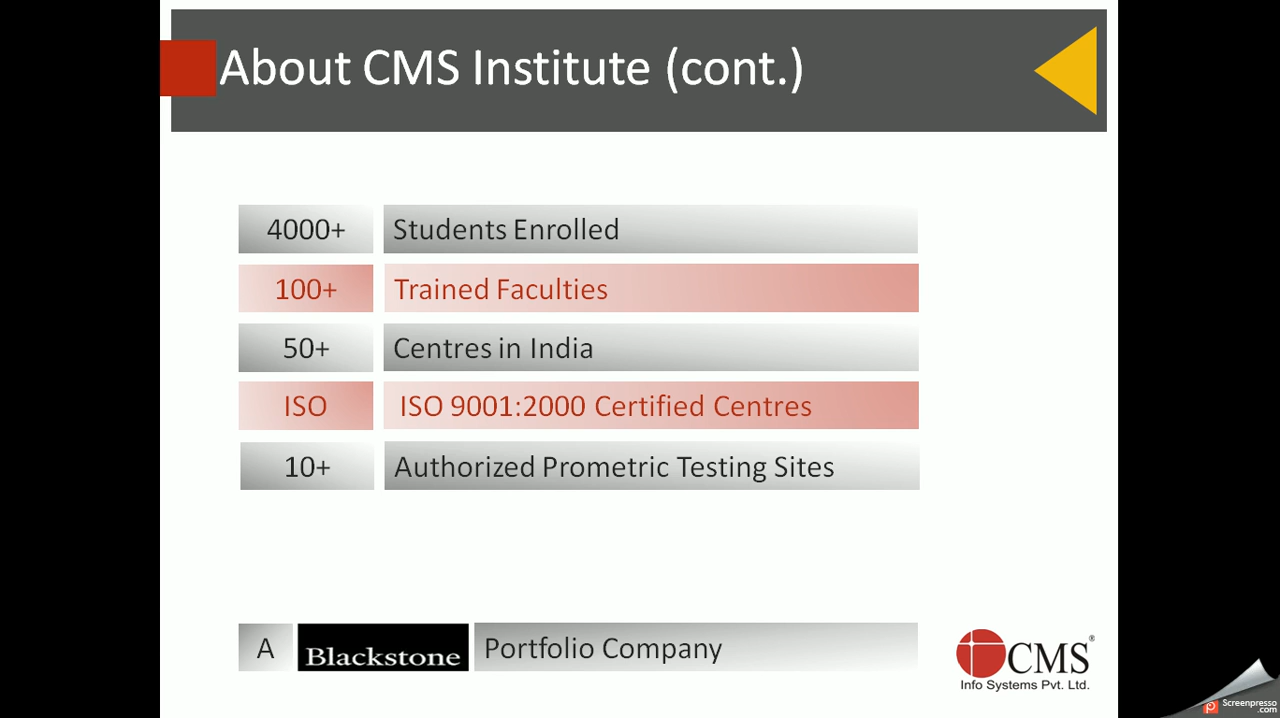 About CMS Institute (cont.)
4000+ Students Enrolled
100+ Trained Faculties
50+ Centres in India
ISO ISO 9001:2000 Certified Centres
10+ Authorized Prometric Testing Sites
A Blackstone Portfolio Company
CMS®
Info Systems Pvt. Ltd.
Screenpresso
.com